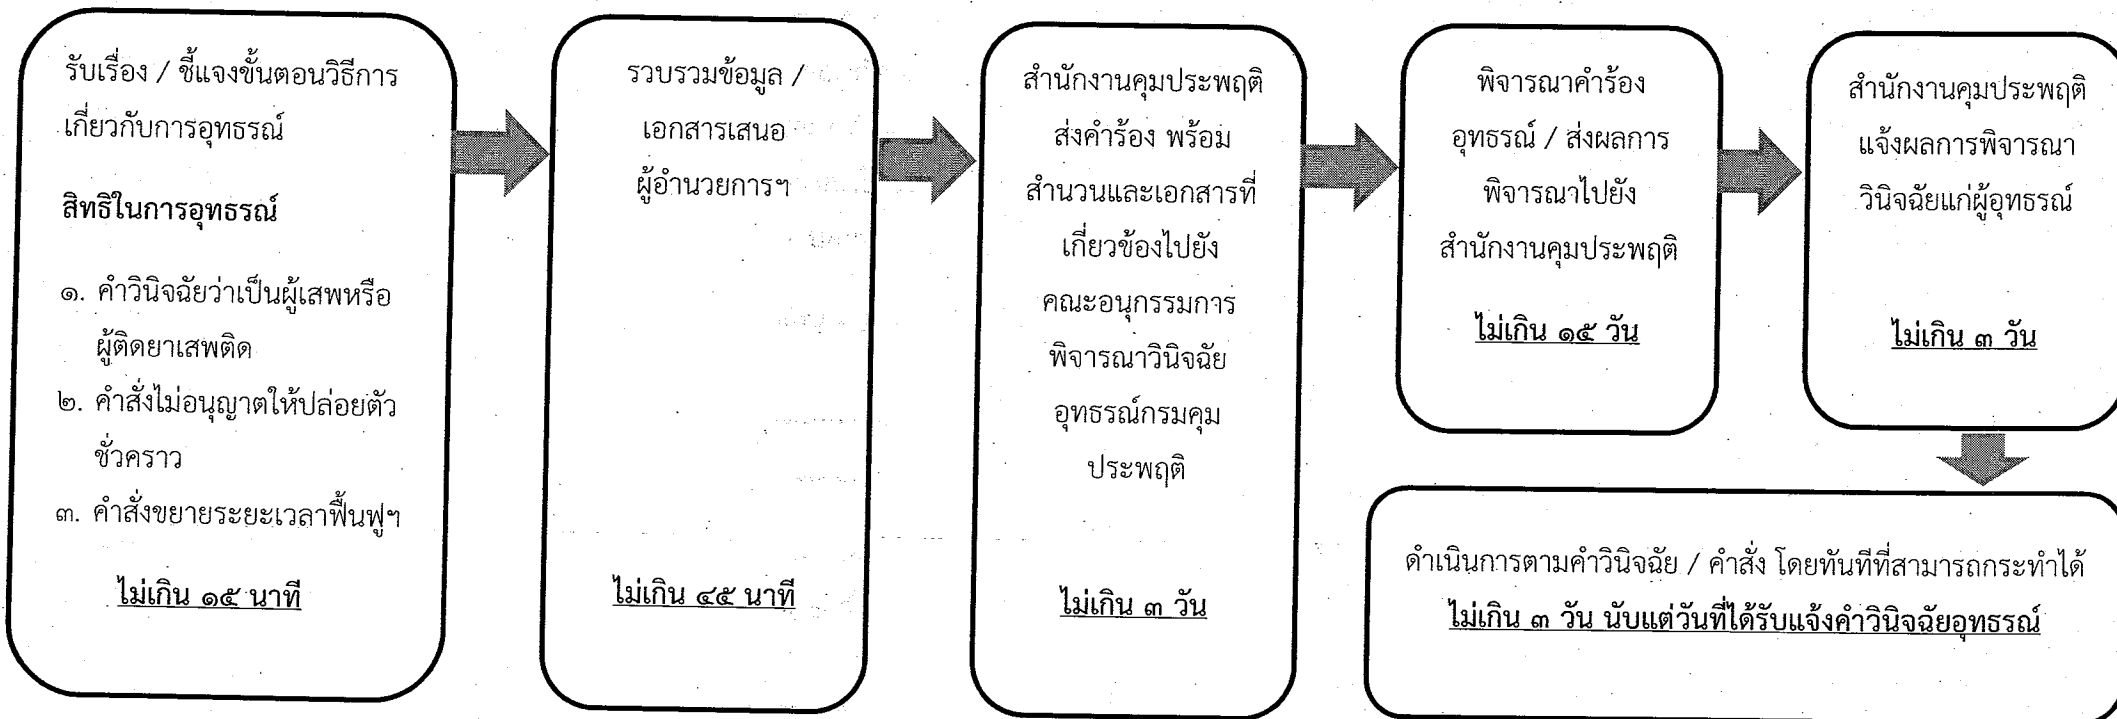 รับเรื่อง / ชี้แจงขั้นตอนวิธีการ
เกี่ยวกับการอุทธรณ์
สิทธิในการอุทธรณ์
๑. คำวินิจฉัยว่าเป็นผู้เสพหรือ
ผู้ติดยาเสพติด
๒. คำสั่งไม่อนุญาตให้ปล่อยตัว
ชั่วคราว
๓. คำสั่งขยายระยะเวลาฟื้นฟูฯ
ไม่เกิน ๑๕ นาที
รวบรวมข้อมูล /
เอกสารเสนอ
ผู้อำนวยการฯ
ไม่เกิน ๔๕ นาที
สำนักงานคุมประพฤติ
ส่งคำร้อง พร้อม
สำนวนและเอกสารที่
เกี่ยวข้องไปยัง
คณะอนุกรรมการ
พิจารณาวินิจฉัย
อุทธรณ์กรมคุม
ประพฤติ
ไม่เกิน ๓ วัน
พิจารณาคำร้อง
อุทธรณ์ / ส่งผลการ
พิจารณาไปยัง
สำนักงานคุมประพฤติ
ไม่เกิน ๑๕ วัน
สำนักงานคุมประพฤติ
แจ้งผลการพิจารณา
วินิจฉัยแก่ผู้อุทธรณ์
ไม่เกิน ๓ วัน
ดำเนินการตามคำวินิจฉัย / คำสั่ง โดยทันทีที่สามารถกระทำได้
ไม่เกิน ๓ วัน นับแต่วันที่ได้รับแจ้งคำวินิจฉัยอุทธรณ์